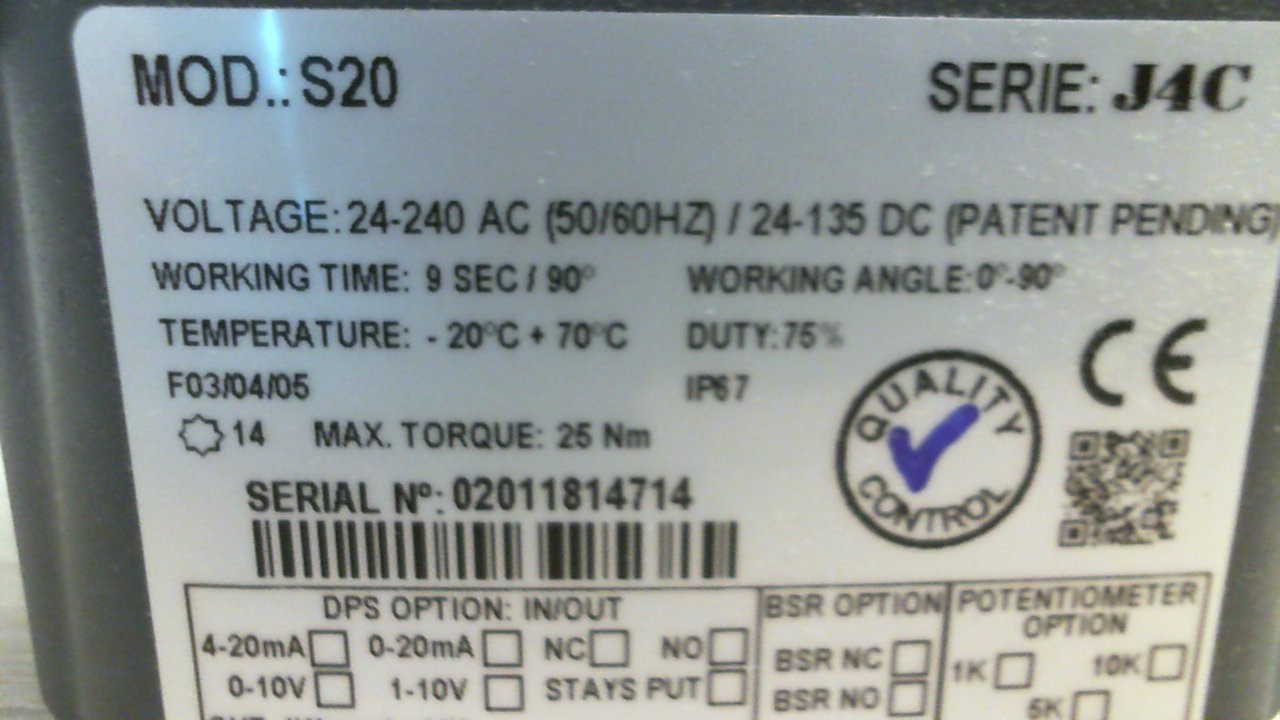 MOD.: S20 SERIE: J4C
VOLTAGE: 24-240 AC (50/60HZ) / 24-135 DC (PATENT PENDING)
WORKING TIME: 9 SEC / 90° WORKING ANGLE: 0°-90°
TEMPERATURE: - 20°C + 70°C DUTY: 75%
CE
F03/04/05 IP67
QUALITY CONTROL
14 MAX. TORQUE: 25 Nm
SERIAL Nº: 02011814714
DPS OPTION: IN/OUT
4-20mA 0-20mA NC NO
0-10V 1-10V STAYS PUT
BSR OPTION
BSR NC
BSR NO
POTENTIOMETER
OPTION
1K 10K
5K